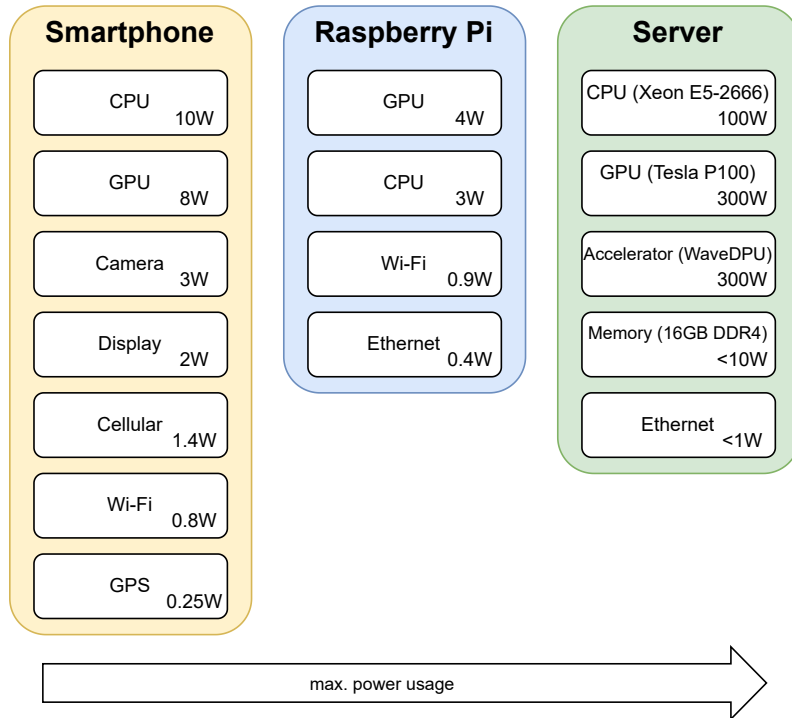 Smartphone
CPU
10W
GPU
8W
Camera
3W
Display
2W
Cellular
1.4W
Wi-Fi
0.8W
GPS
0.25W
Raspberry Pi
GPU
4W
CPU
3W
Wi-Fi
0.9W
Ethernet
0.4W
Server
CPU (Xeon E5-2666)
100W
GPU (Tesla P100)
300W
Accelerator (WaveDPU)
300W
Memory (16GB DDR4)
<10W
Ethernet
<1W
max. power usage